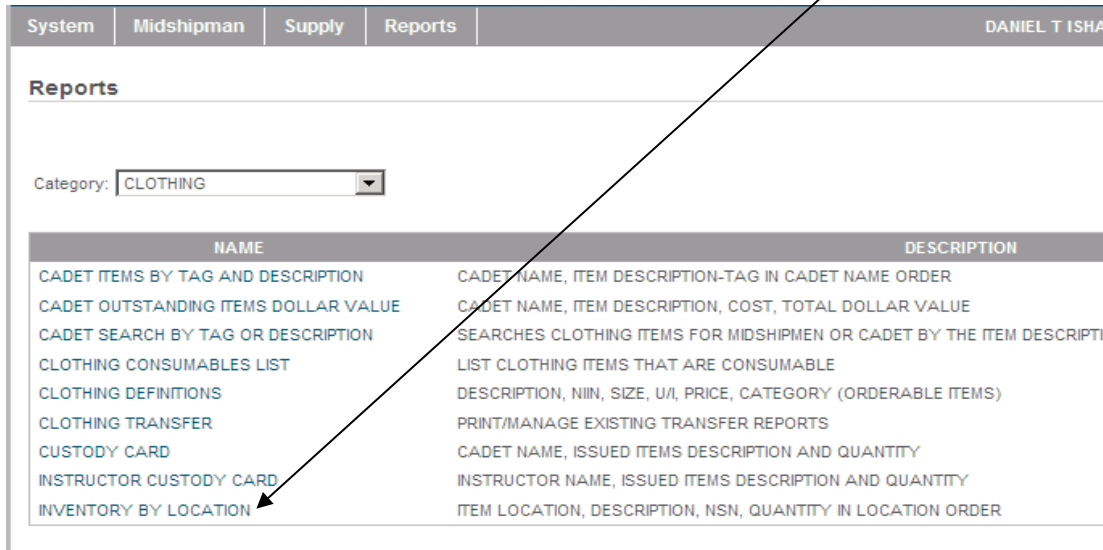 System Midshipman Supply Reports DANIEL T ISHA
Reports
Category: CLOTHING
NAME DESCRIPTION
CADET ITEMS BY TAG AND DESCRIPTION CADET NAME, ITEM DESCRIPTION-TAG IN CADET NAME ORDER
CADET OUTSTANDING ITEMS DOLLAR VALUE CADET NAME, ITEM DESCRIPTION, COST, TOTAL DOLLAR VALUE
CADET SEARCH BY TAG OR DESCRIPTION SEARCHES CLOTHING ITEMS FOR MIDSHIPMEN OR CADET BY THE ITEM DESCRIPTI
CLOTHING CONSUMABLES LIST LIST CLOTHING ITEMS THAT ARE CONSUMABLE
CLOTHING DEFINITIONS DESCRIPTION, NIIN, SIZE, U/I, PRICE, CATEGORY (ORDERABLE ITEMS)
CLOTHING TRANSFER PRINT/MANAGE EXISTING TRANSFER REPORTS
CUSTODY CARD CADET NAME, ISSUED ITEMS DESCRIPTION AND QUANTITY
INSTRUCTOR CUSTODY CARD INSTRUCTOR NAME, ISSUED ITEMS DESCRIPTION AND QUANTITY
INVENTORY BY LOCATION ITEM LOCATION, DESCRIPTION, NSN, QUANTITY IN LOCATION ORDER